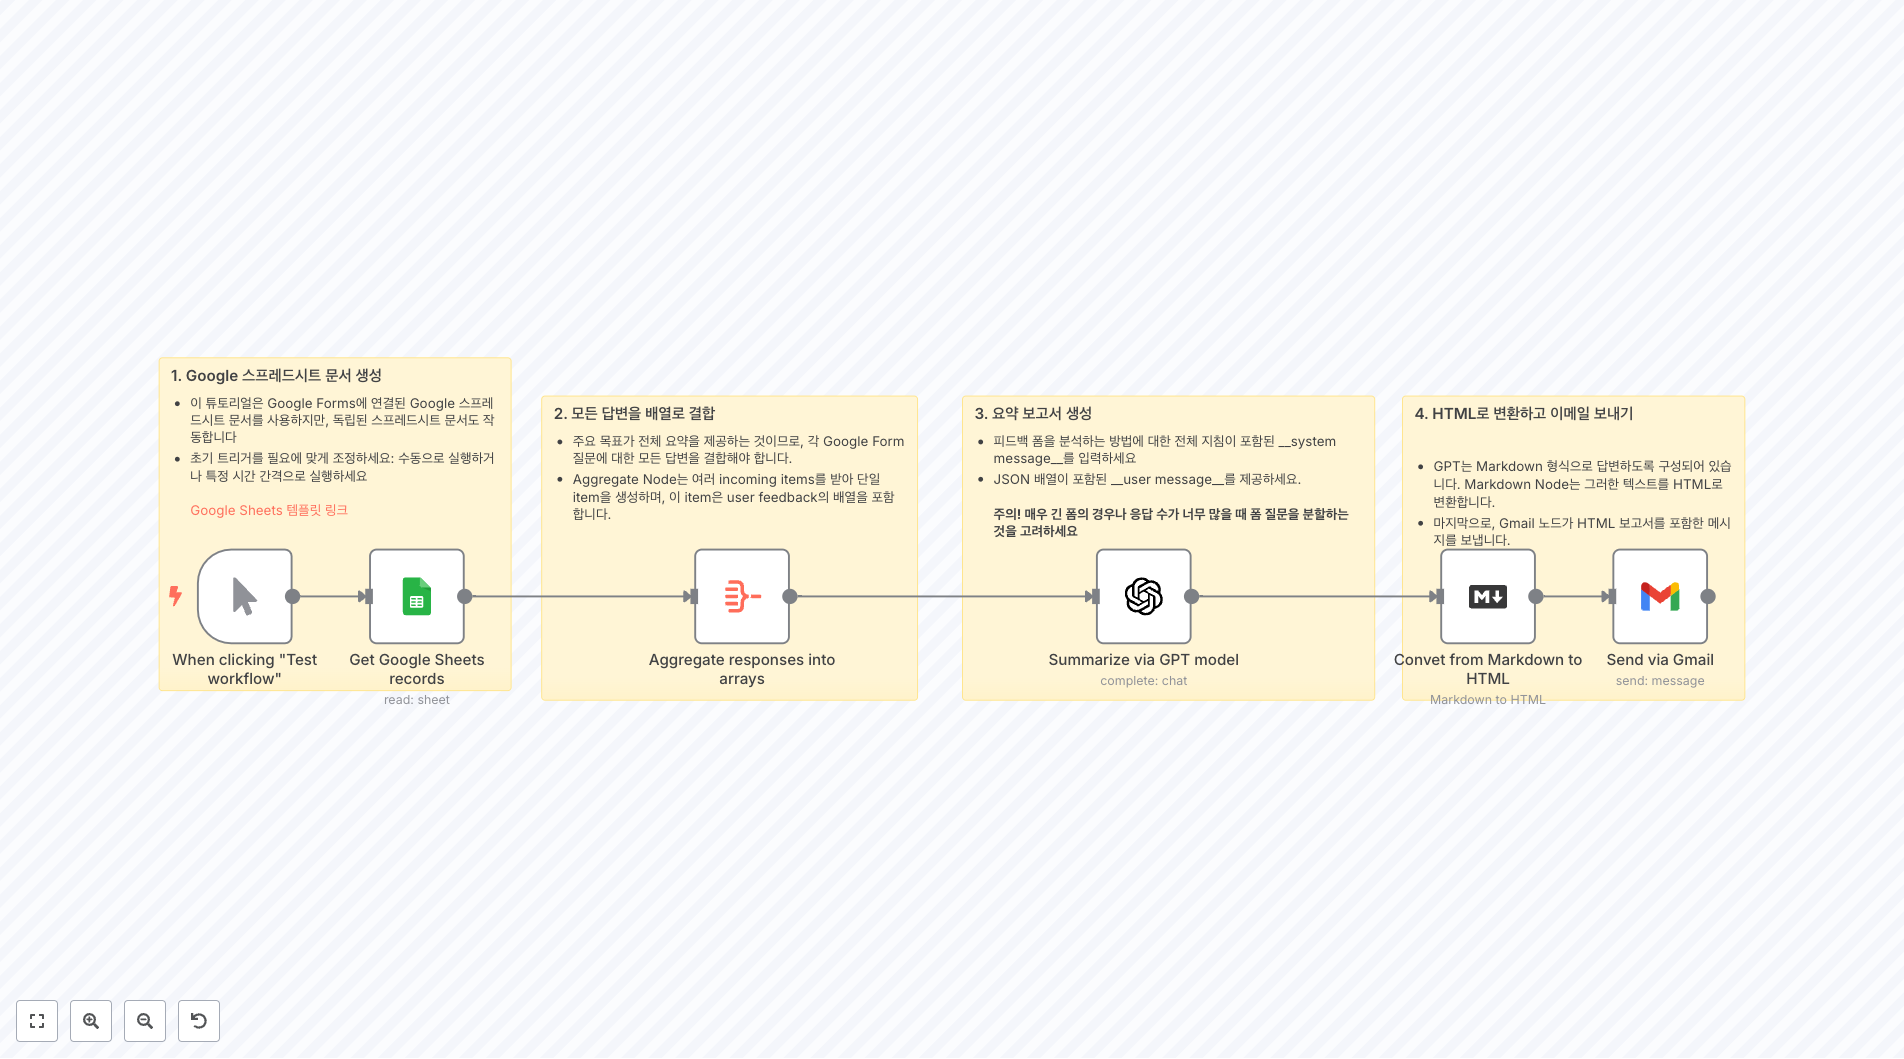 1. Google 스프레드시트 문서 생성
이 튜토리얼은 Google Forms에 연결된 Google 스프레
드시트 문서를 사용하지만, 독립된 스프레드시트 문서도 작
동합니다
초기 트리거를 필요에 맞게 조정하세요: 수동으로 실행하거
나 특정 시간 간격으로 실행하세요
Google Sheets 템플릿 링크
When clicking "Test
workflow"
Get Google Sheets
records
read: sheet
2. 모든 답변을 배열로 결합
주요 목표가 전체 요약을 제공하는 것이므로, 각 Google Form
질문에 대한 모든 답변을 결합해야 합니다.
Aggregate Node는 여러 incoming items를 받아 단일
item을 생성하며, 이 item은 user feedback의 배열을 포함
합니다.
Aggregate responses into
arrays
3. 요약 보고서 생성
피드백 폼을 분석하는 방법에 대한 전체 지침이 포함된 __system
message__를 입력하세요
JSON 배열이 포함된 __user message__를 제공하세요.
주의! 매우 긴 폼의 경우나 응답 수가 너무 많을 때 폼 질문을 분할하는
것을 고려하세요
Summarize via GPT model
complete: chat
4. HTML로 변환하고 이메일 보내기
GPT는 Markdown 형식으로 답변하도록 구성되어 있습
니다. Markdown Node는 그러한 텍스트를 HTML로
변환합니다.
마지막으로, Gmail 노드가 HTML 보고서를 포함한 메시
지를 보냅니다.
Convet from Markdown to
HTML
Markdown to HTML
Send via Gmail
send: message